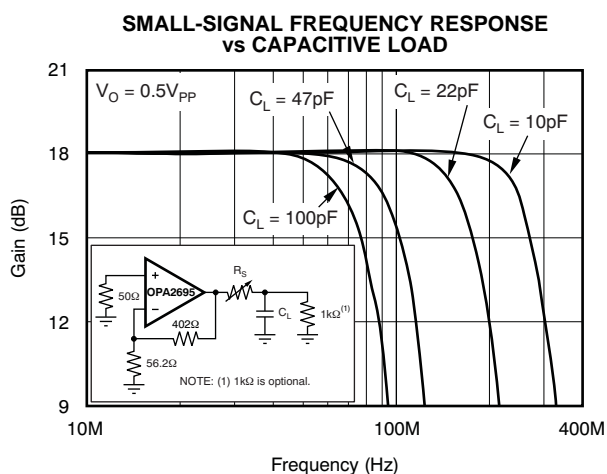 SMALL-SIGNAL FREQUENCY RESPONSE
vs CAPACITIVE LOAD
21
18
15
12
9
Gain (dB)
V_O = 0.5V_PP
C_L = 47pF
C_L = 22pF
C_L = 10pF
C_L = 100pF
+
OPA2695
–
50Ω
R_S
C_L
1kΩ(1)
402Ω
56.2Ω
NOTE: (1) 1kΩ is optional.
10M
100M
400M
Frequency (Hz)